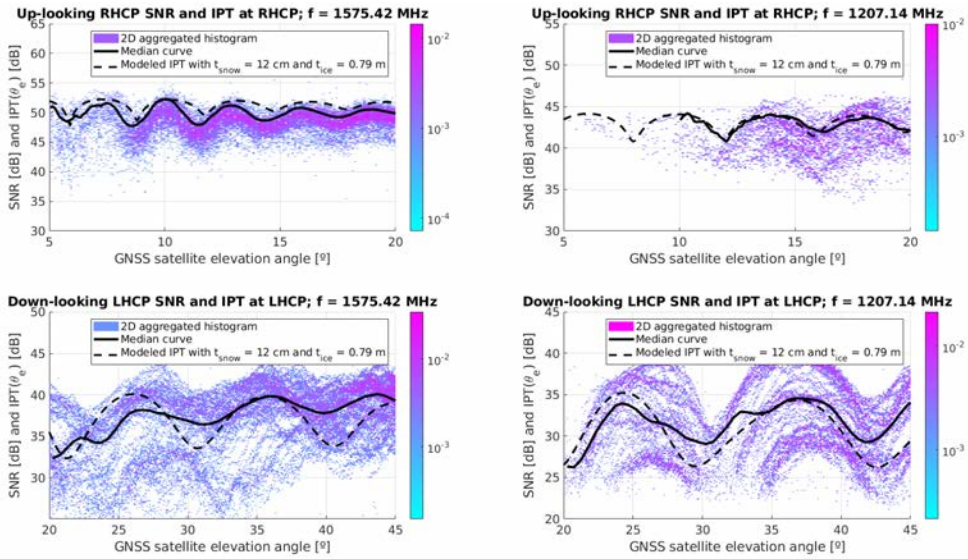 Up-looking RHCP SNR and IPT at RHCP; f = 1575.42 MHz
SNR [dB] and IPT(θe) [dB]
65
60
55
50
45
40
35
30
2D aggregated histogram
Median curve
Modeled IPT with tsnow = 12 cm and tice = 0.79 m
10-2
10-3
10-4
5
10
15
20
GNSS satellite elevation angle [º]
Up-looking RHCP SNR and IPT at RHCP; f = 1207.14 MHz
SNR [dB] and IPT(θe) [dB]
60
55
50
45
40
35
30
2D aggregated histogram
Median curve
Modeled IPT with tsnow = 12 cm and tice = 0.79 m
10-2
10-3
5
10
15
20
GNSS satellite elevation angle [º]
Down-looking LHCP SNR and IPT at LHCP; f = 1575.42 MHz
SNR [dB] and IPT(θe) [dB]
50
45
40
35
30
2D aggregated histogram
Median curve
Modeled IPT with tsnow = 12 cm and tice = 0.79 m
10-2
10-3
20
25
30
35
40
45
GNSS satellite elevation angle [º]
Down-looking LHCP SNR and IPT at LHCP; f = 1207.14 MHz
SNR [dB] and IPT(θe) [dB]
45
40
35
30
25
20
2D aggregated histogram
Median curve
Modeled IPT with tsnow = 12 cm and tice = 0.79 m
10-2
10-3
20
25
30
35
40
45
GNSS satellite elevation angle [º]